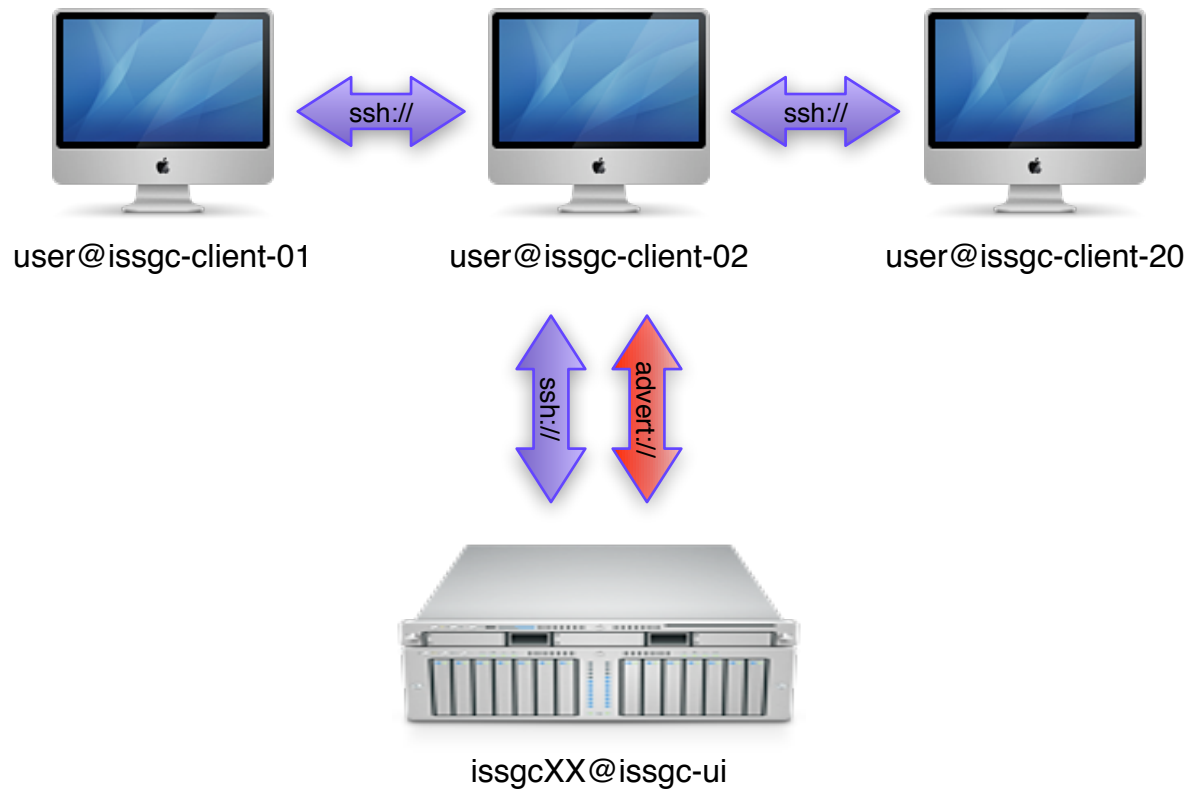 ssh://
ssh://
user@issgc-client-01
user@issgc-client-02
user@issgc-client-20
ssh://
advert://
issgcXX@issgc-ui